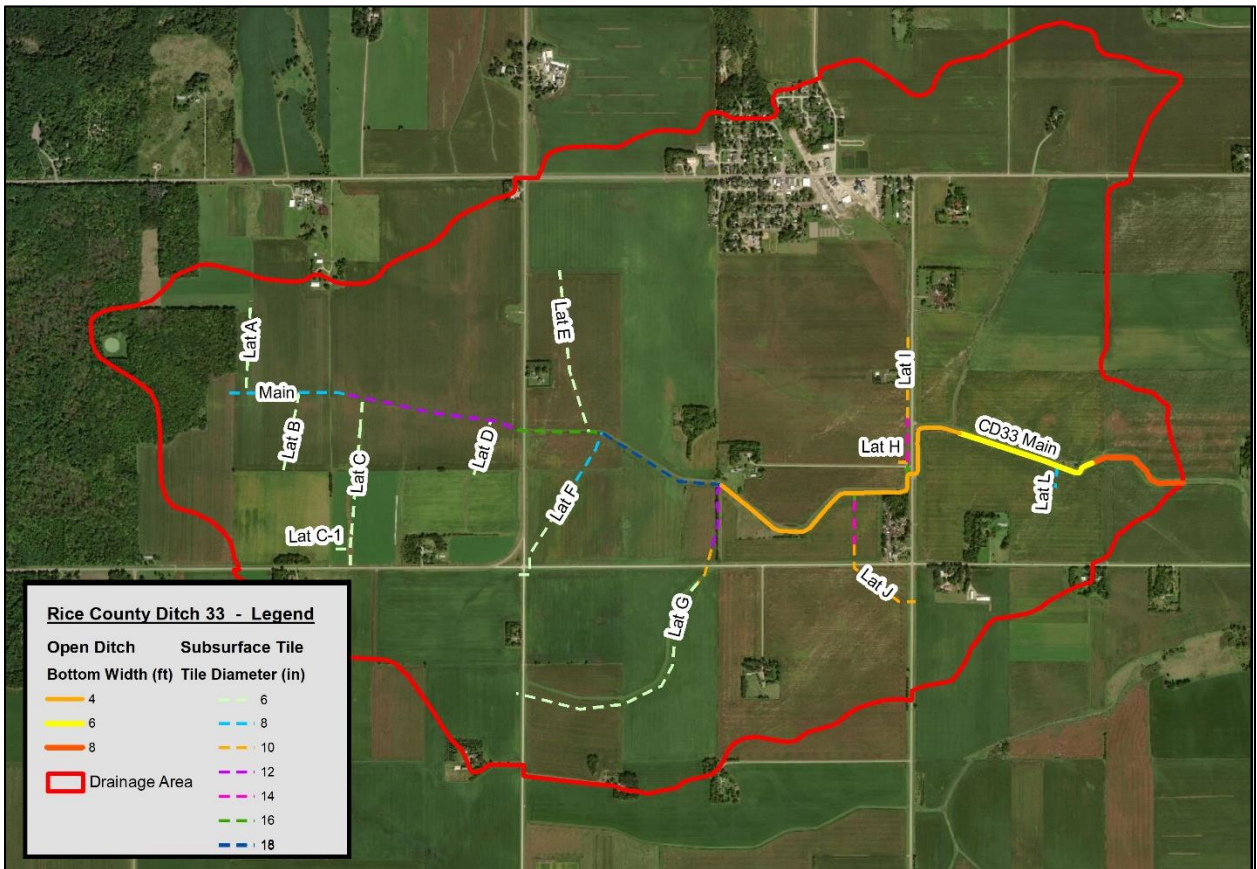 Lat A
Main
Lat B
Lat C
Lat C-1
Lat D
Lat E
Lat F
Lat G
Lat H
Lat I
Lat J
CD33 Main
Lat L
Rice County Ditch 33 - Legend
Open Ditch Subsurface Tile
Bottom Width (ft) Tile Diameter (in)
4 6
6 8
8 10
Drainage Area 12
14
16
18